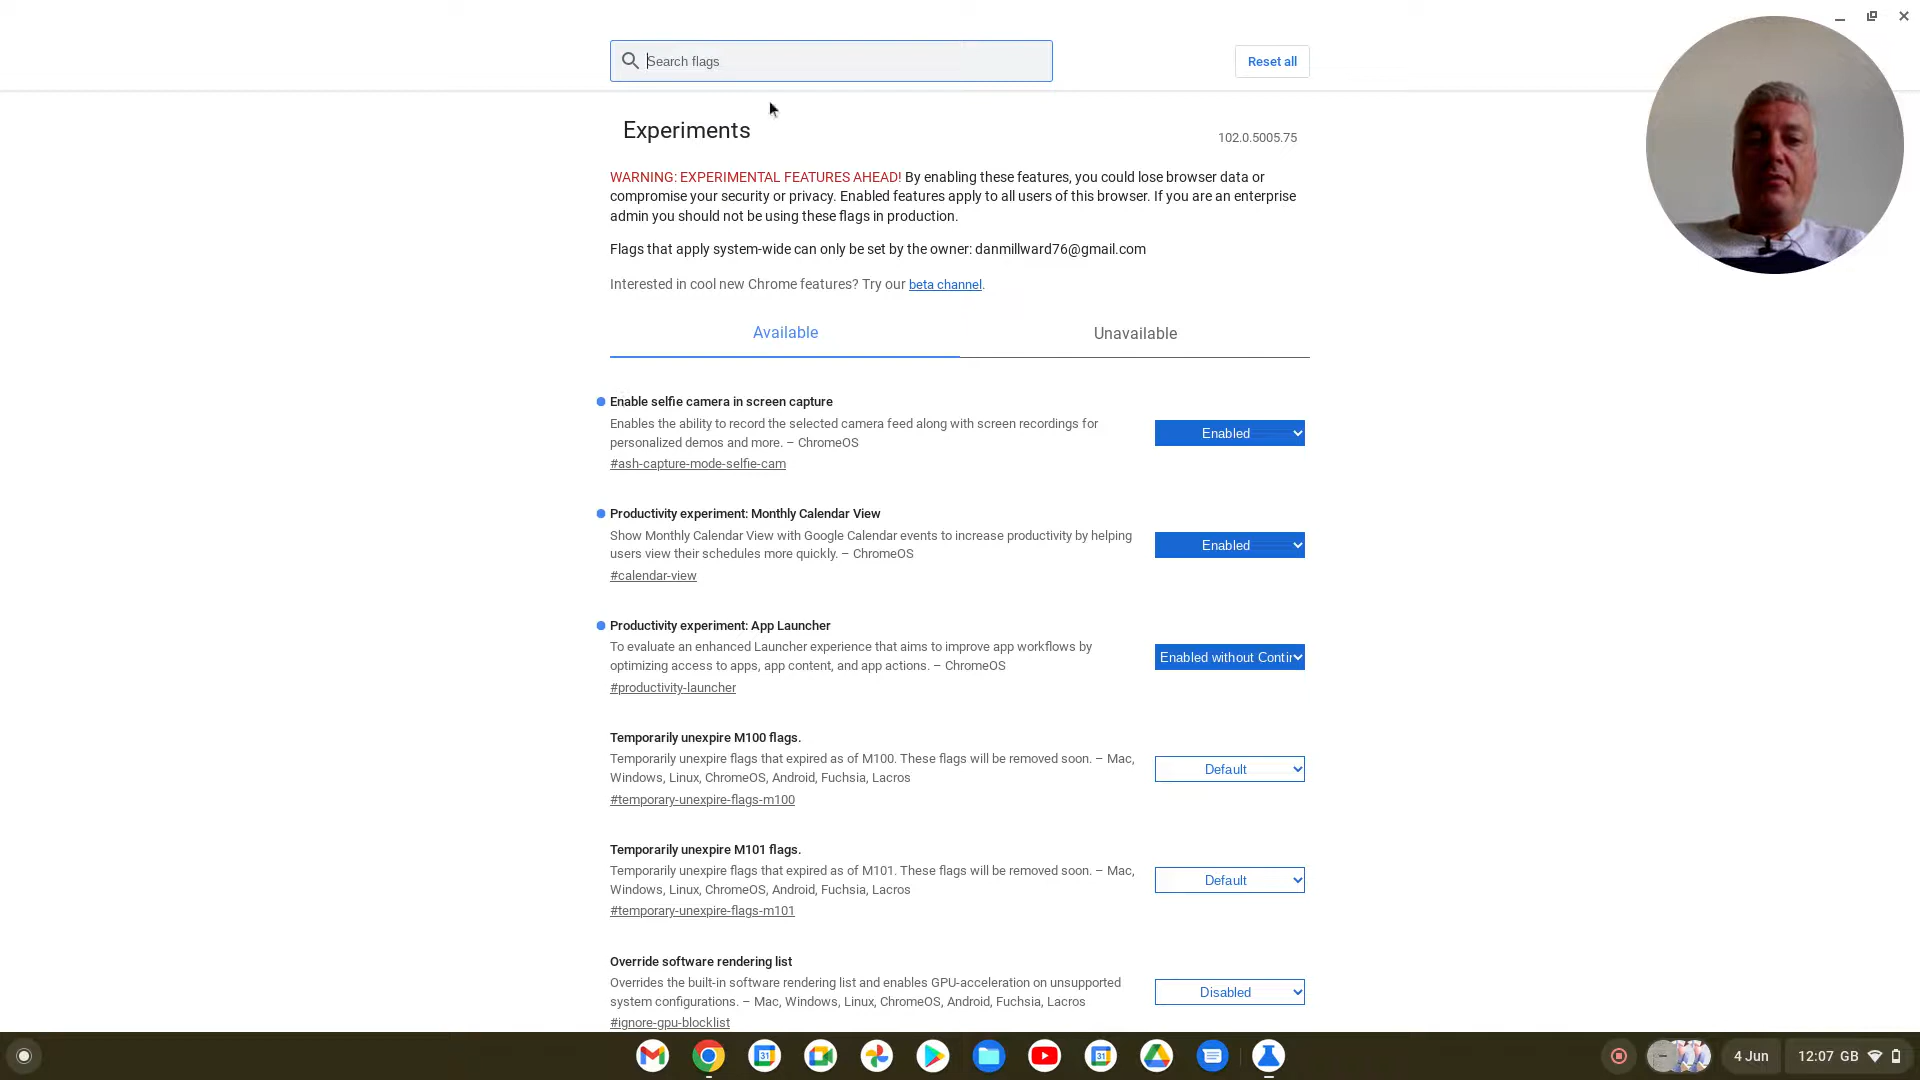 Search flags
Reset all
Experiments
102.0.5005.75
WARNING: EXPERIMENTAL FEATURES AHEAD! By enabling these features, you could lose browser data or
compromise your security or privacy. Enabled features apply to all users of this browser. If you are an enterprise
admin you should not be using these flags in production.
Flags that apply system-wide can only be set by the owner: danmillward76@gmail.com
Interested in cool new Chrome features? Try our beta channel.
Available
Unavailable
Enable selfie camera in screen capture
Enables the ability to record the selected camera feed along with screen recordings for
personalized demos and more. – ChromeOS
#ash-capture-mode-selfie-cam
Enabled
Productivity experiment: Monthly Calendar View
Show Monthly Calendar View with Google Calendar events to increase productivity by helping
users view their schedules more quickly. – ChromeOS
#calendar-view
Enabled
Productivity experiment: App Launcher
To evaluate an enhanced Launcher experience that aims to improve app workflows by
optimizing access to apps, app content, and app actions. – ChromeOS
#productivity-launcher
Enabled without Contin
Temporarily unexpire M100 flags.
Temporarily unexpire flags that expired as of M100. These flags will be removed soon. – Mac,
Windows, Linux, ChromeOS, Android, Fuchsia, Lacros
#temporary-unexpire-flags-m100
Default
Temporarily unexpire M101 flags.
Temporarily unexpire flags that expired as of M101. These flags will be removed soon. – Mac,
Windows, Linux, ChromeOS, Android, Fuchsia, Lacros
#temporary-unexpire-flags-m101
Default
Override software rendering list
Overrides the built-in software rendering list and enables GPU-acceleration on unsupported
system configurations. – Mac, Windows, Linux, ChromeOS, Android, Fuchsia, Lacros
#ignore-gpu-blocklist
Disabled
31
31
4 Jun
12:07 GB